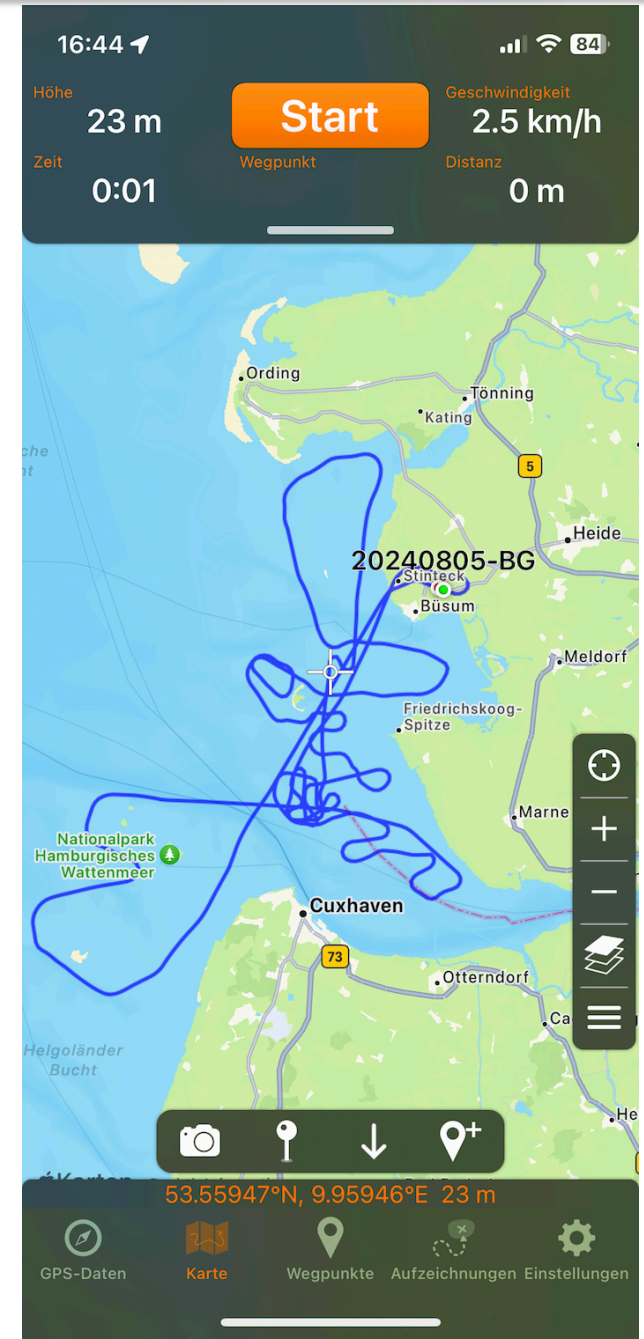 16:44
84
Höhe
23 m
Start
Geschwindigkeit
2.5 km/h
Zeit
0:01
Wegpunkt
Distanz
0 m
Ording
Tönning
Kating
5
Heide
20240805-BG
Stinteck
Büsum
Meldorf
Friedrichskoog-
Spitze
Marne
Nationalpark
Hamburgisches
Wattenmeer
Cuxhaven
73
Otterndorf
Ca
Helgoländer
Bucht
He
53.55947°N, 9.95946°E 23 m
GPS-Daten
Karte
Wegpunkte
Aufzeichnungen
Einstellungen